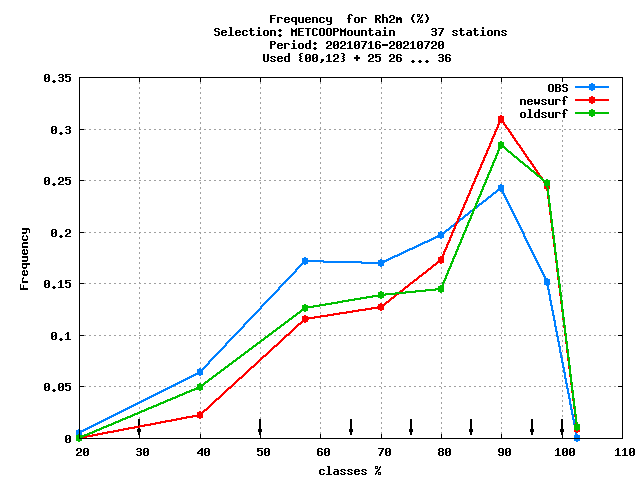 Frequency  for Rh2m (%)
Selection: METCOOPMountain     37 stations
Period: 20210716-20210720
Used {00,12} + 25 26 ... 36
OBS
newsurf
oldsurf
0.35
0.3
0.25
0.2
0.15
0.1
0.05
0
Frequency
20 30 40 50 60 70 80 90 100 110
classes %